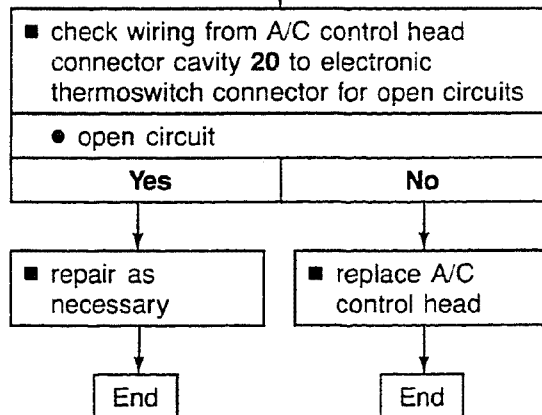 ■ check wiring from A/C control head
connector cavity 20 to electronic
thermoswitch connector for open circuits
● open circuit
Yes
No
■ repair as
necessary
■ replace A/C
control head
End
End